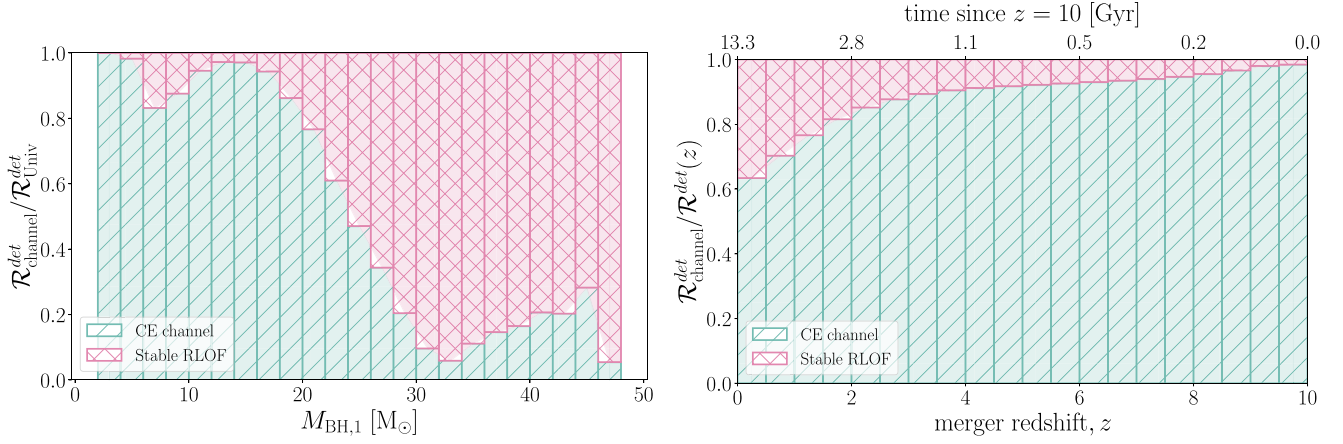 1.0
0.8
0.6
0.4
0.2
0.0
0 10 20 30 40 50
M_BH,1 [M_⊙]
ℛ^det_channel/ℛ^det_Univ
CE channel
Stable RLOF
time since z = 10 [Gyr]
13.3 2.8 1.1 0.5 0.2 0.0
1.0
0.8
0.6
0.4
0.2
0.0
0 2 4 6 8 10
merger redshift, z
ℛ^det_channel/ℛ^det(z)
CE channel
Stable RLOF